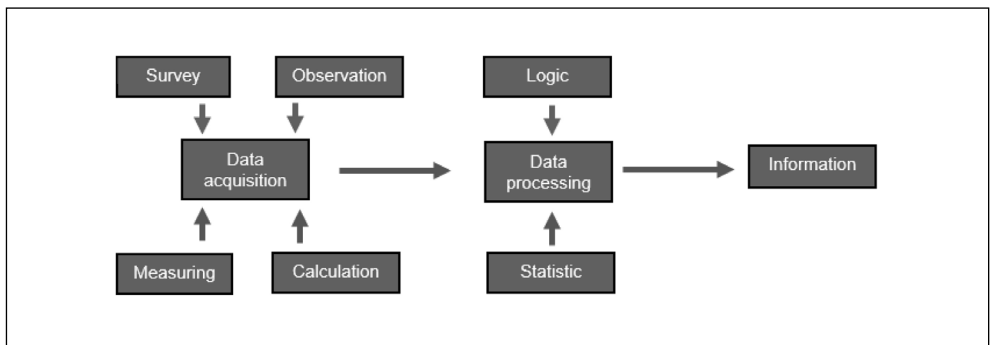 Survey
Observation
Logic
Data
acquisition
Data
processing
Information
Measuring
Calculation
Statistic